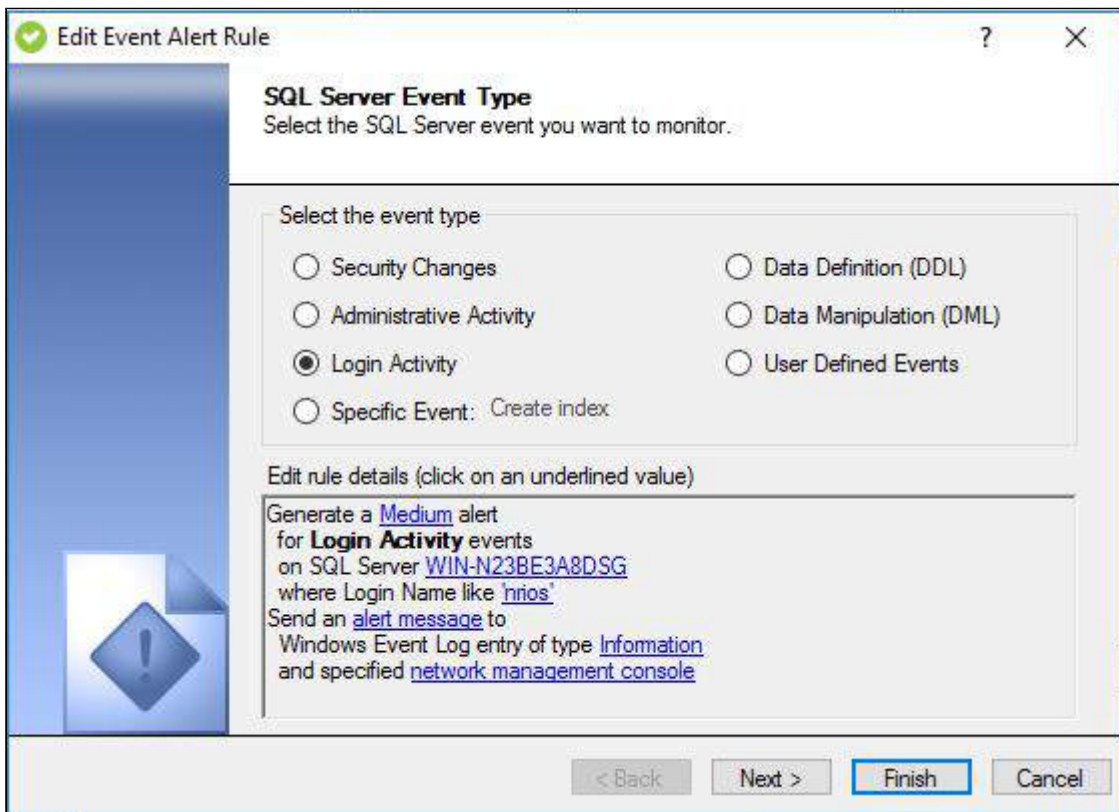 Edit Event Alert Rule
?
SQL Server Event Type
Select the SQL Server event you want to monitor.
Select the event type
Security Changes
Data Definition (DDL)
Administrative Activity
Data Manipulation (DML)
Login Activity
User Defined Events
Specific Event: Create index
Edit rule details (click on an underlined value)
Generate a Medium alert
for Login Activity events
on SQL Server WIN-N23BE3A8DSG
where Login Name like 'nrios'
Send an alert message to
Windows Event Log entry of type Information
and specified network management console
< Back
Next >
Finish
Cancel